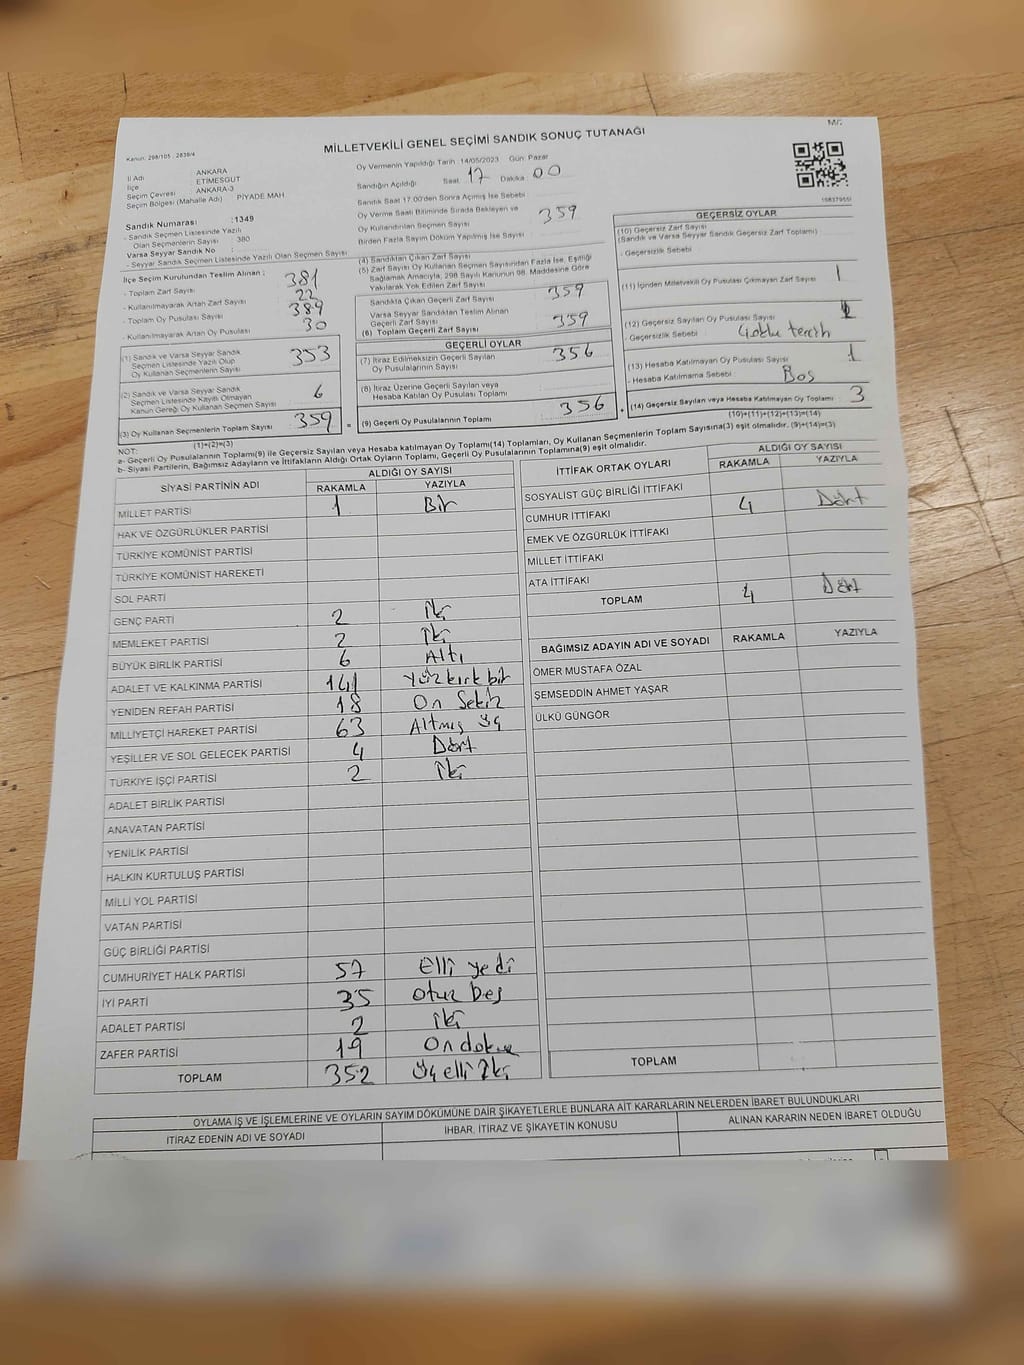 MG
MİLLETVEKİLİ GENEL SEÇİMİ SANDIK SONUÇ TUTANAĞI
Kanun: 298/105 , 2839/4
İl Adı ANKARA
İlçe ETİMESGUT
Seçim Çevresi ANKARA-3
Seçim Bölgesi (Mahalle Adı) PİYADE MAH
Sandık Numarası :1349
- Sandık Seçmen Listesinde Yazılı
Olan Seçmenlerin Sayısı : 380
Varsa Seyyar Sandık No :
- Seyyar Sandık Seçmen Listesinde Yazılı Olan Seçmen Sayısı
Oy Vermenin Yapıldığı Tarih : 14/05/2023 Gün: Pazar
Sandığın Açıldığı Saat: 17 Dakika: 00
Sandık Saat 17.00'den Sonra Açılmış İse Sebebi :
Oy Verme Saati Bitiminde Sırada Bekleyen ve
Oy Kullandırılan Seçmen Sayısı 359
Birden Fazla Sayım Döküm Yapılmış İse Sayısı :
İlçe Seçim Kurulundan Teslim Alınan :
- Toplam Zarf Sayısı 381
- Kullanılmayarak Artan Zarf Sayısı 22
- Toplam Oy Pusulası Sayısı 389
- Kullanılmayarak Artan Oy Pusulası 30
(1) Sandık ve Varsa Seyyar Sandık
Seçmen Listesinde Yazılı Olup
Oy Kullanan Seçmenlerin Sayısı 353
(2) Sandık ve Varsa Seyyar Sandık
Seçmen Listesinde Kayıtlı Olmayan
Kanun Gereği Oy Kullanan Seçmen Sayısı 6
(3) Oy Kullanan Seçmenlerin Toplam Sayısı 359
(1)+(2)=(3)
(4) Sandıktan Çıkan Zarf Sayısı
(5) Zarf Sayısı Oy Kullanan Seçmen Sayısından Fazla İse, Eşitliği
Sağlamak Amacıyla, 298 Sayılı Kanunun 98. Maddesine Göre
Yakılarak Yok Edilen Zarf Sayısı
Sandıkta Çıkan Geçerli Zarf Sayısı 359
Varsa Seyyar Sandıktan Teslim Alınan
Geçerli Zarf Sayısı
(6) Toplam Geçerli Zarf Sayısı 359
GEÇERLİ OYLAR
(7) İtiraz Edilmeksizin Geçerli Sayılan
Oy Pusulalarının Sayısı 356
(8) İtiraz Üzerine Geçerli Sayılan veya
Hesaba Katılan Oy Pusulaları Toplamı
= (9) Geçerli Oy Pusulalarının Toplamı 356
10837955
GEÇERSİZ OYLAR
(10) Geçersiz Zarf Sayısı
(Sandık ve Varsa Seyyar Sandık Geçersiz Zarf Toplamı) :
- Geçersizlik Sebebi
(11) İçinden Milletvekili Oy Pusulası Çıkmayan Zarf Sayısı 1
(12) Geçersiz Sayılan Oy Pusulası Sayısı
- Geçersizlik Sebebi : Çoklu tercih
(13) Hesaba Katılmayan Oy Pusulası Sayısı 1
- Hesaba Katılmama Sebebi : Boş
+ (14) Geçersiz Sayılan veya Hesaba Katılmayan Oy Toplamı : 3
(10)+(11)+(12)+(13)=(14)
NOT:
a- Geçerli Oy Pusulalarının Toplamı(9) ile Geçersiz Sayılan veya Hesaba katılmayan Oy Toplamı(14) Toplamları, Oy Kullanan Seçmenlerin Toplam Sayısına(3) eşit olmalıdır. (9)+(14)=(3)
b- Siyasi Partilerin, Bağımsız Adayların ve İttifakların Aldığı Ortak Oyların Toplamı, Geçerli Oy Pusulalarının Toplamına(9) eşit olmalıdır.
SİYASİ PARTİNİN ADI ALDIĞI OY SAYISI
RAKAMLA YAZIYLA
MİLLET PARTİSİ 1 Bir
HAK VE ÖZGÜRLÜKLER PARTİSİ
TÜRKİYE KOMÜNİST PARTİSİ
TÜRKİYE KOMÜNİST HAREKETİ
SOL PARTİ
GENÇ PARTİ 2 İki
MEMLEKET PARTİSİ 2 İki
BÜYÜK BİRLİK PARTİSİ 6 Altı
ADALET VE KALKINMA PARTİSİ 141 yüzkırkbir
YENİDEN REFAH PARTİSİ 18 On Sekiz
MİLLİYETÇİ HAREKET PARTİSİ 63 Altmış üç
YEŞİLLER VE SOL GELECEK PARTİSİ 4 Dört
TÜRKİYE İŞÇİ PARTİSİ 2 İki
ADALET BİRLİK PARTİSİ
ANAVATAN PARTİSİ
YENİLİK PARTİSİ
HALKIN KURTULUŞ PARTİSİ
MİLLİ YOL PARTİSİ
VATAN PARTİSİ
GÜÇ BİRLİĞİ PARTİSİ
CUMHURİYET HALK PARTİSİ 57 Elli yedi
İYİ PARTİ 35 otuz beş
ADALET PARTİSİ 2 iki
ZAFER PARTİSİ 19 Ondokuz
TOPLAM 352 üç elli İki
İTTİFAK ORTAK OYLARI ALDIĞI OY SAYISI
RAKAMLA YAZIYLA
SOSYALİST GÜÇ BİRLİĞİ İTTİFAKI
CUMHUR İTTİFAKI 4 Dört
EMEK VE ÖZGÜRLÜK İTTİFAKI
MİLLET İTTİFAKI
ATA İTTİFAKI
TOPLAM 4 Dört
BAĞIMSIZ ADAYIN ADI VE SOYADI RAKAMLA YAZIYLA
ÖMER MUSTAFA ÖZAL
ŞEMSEDDİN AHMET YAŞAR
ÜLKÜ GÜNGÖR
TOPLAM
OYLAMA İŞ VE İŞLEMLERİNE VE OYLARIN SAYIM DÖKÜMÜNE DAİR ŞİKAYETLERLE BUNLARA AİT KARARLARIN NELERDEN İBARET BULUNDUKLARI
İTİRAZ EDENİN ADI VE SOYADI İHBAR, İTİRAZ VE ŞİKAYETİN KONUSU ALINAN KARARIN NEDEN İBARET OLDUĞU